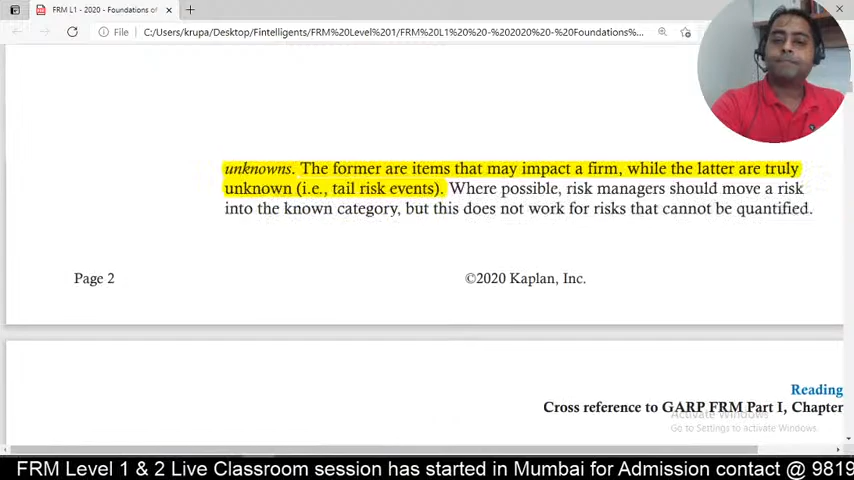 FRM L1 - 2020 - Foundations of
File
C:/Users/krupa/Desktop/Fintelligents/FRM%20Level%201/FRM%20L1%20%20-%202020%20-%20Foundations%...
unknowns. The former are items that may impact a firm, while the latter are truly
unknown (i.e., tail risk events). Where possible, risk managers should move a risk
into the known category, but this does not work for risks that cannot be quantified.
Page 2
©2020 Kaplan, Inc.
Reading
Cross reference to GARP FRM Part I, Chapter
Activate Windows
Go to Settings to activate Windows.
FRM Level 1 & 2 Live Classroom session has started in Mumbai for Admission contact @ 9819